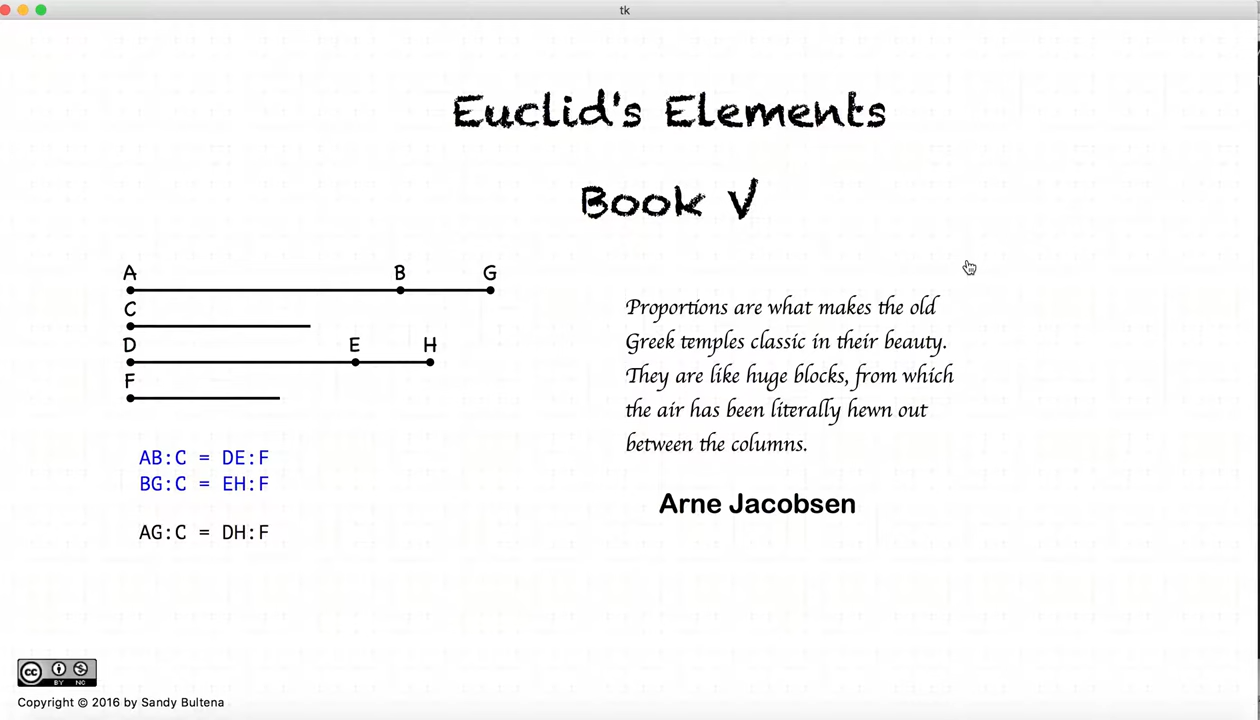 tk
Euclid's Elements
Book V
A B G
C
D E H
F
AB:C = DE:F
BG:C = EH:F
AG:C = DH:F
Proportions are what makes the old
Greek temples classic in their beauty.
They are like huge blocks, from which
the air has been literally hewn out
between the columns.
Arne Jacobsen
cc
BY NC
Copyright © 2016 by Sandy Bultena